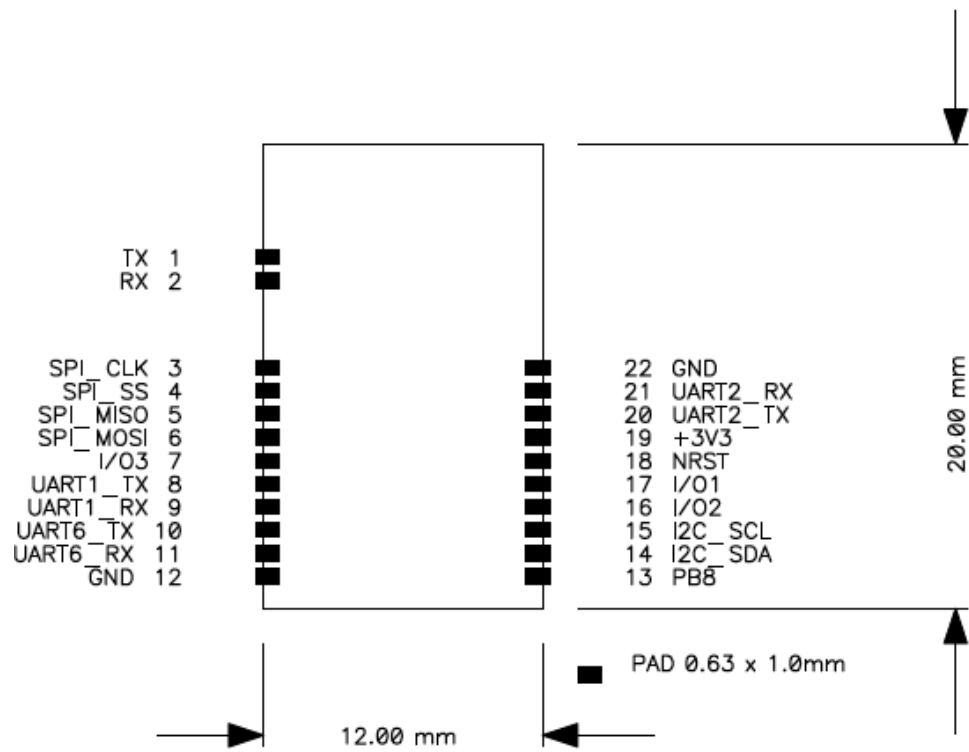 TX 1
RX 2
SPI_CLK 3
SPI_SS 4
SPI_MISO 5
SPI_MOSI 6
I/O3 7
UART1_TX 8
UART1_RX 9
UART6_TX 10
UART6_RX 11
GND 12
22 GND
21 UART2_RX
20 UART2_TX
19 +3V3
18 NRST
17 I/O1
16 I/O2
15 I2C_SCL
14 I2C_SDA
13 PB8
20.00 mm
PAD 0.63 x 1.0mm
12.00 mm